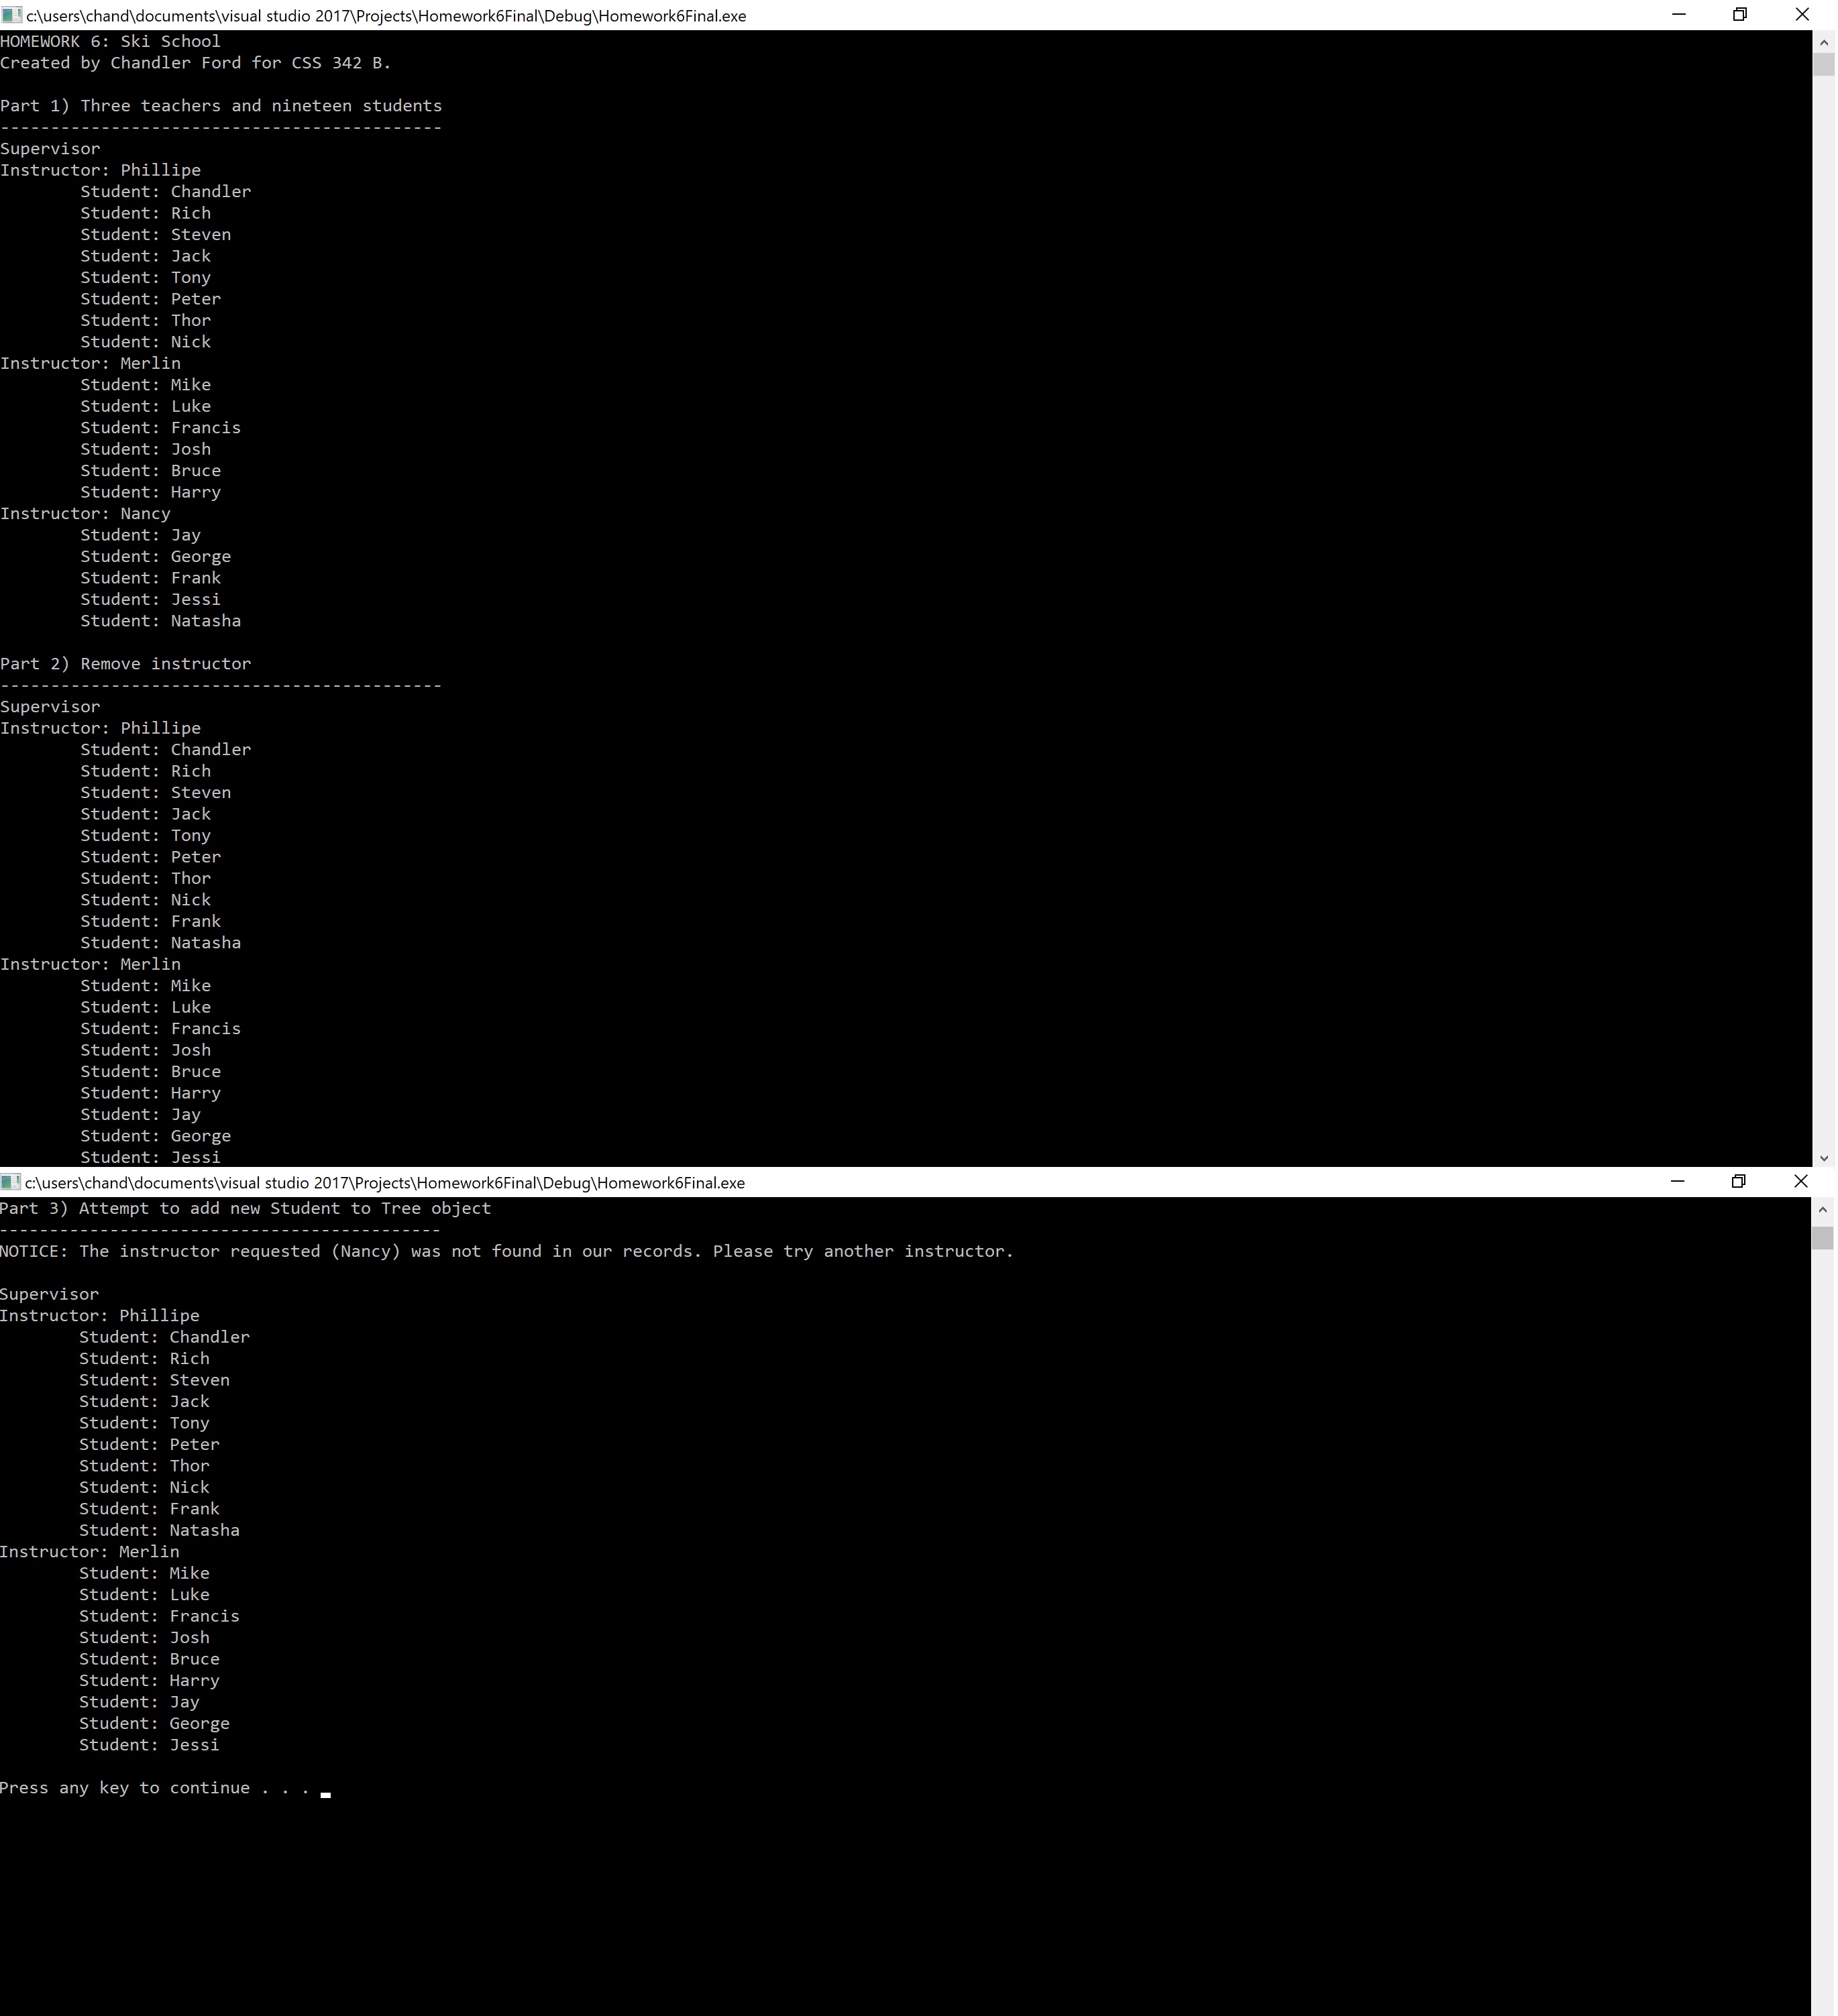 c:\users\chand\documents\visual studio 2017\Projects\Homework6Final\Debug\Homework6Final.exe
HOMEWORK 6: Ski School
Created by Chandler Ford for CSS 342 B.
Part 1) Three teachers and nineteen students
--------------------------------------------
Supervisor
Instructor: Phillipe
Student: Chandler
Student: Rich
Student: Steven
Student: Jack
Student: Tony
Student: Peter
Student: Thor
Student: Nick
Instructor: Merlin
Student: Mike
Student: Luke
Student: Francis
Student: Josh
Student: Bruce
Student: Harry
Instructor: Nancy
Student: Jay
Student: George
Student: Frank
Student: Jessi
Student: Natasha
Part 2) Remove instructor
--------------------------------------------
Supervisor
Instructor: Phillipe
Student: Chandler
Student: Rich
Student: Steven
Student: Jack
Student: Tony
Student: Peter
Student: Thor
Student: Nick
Student: Frank
Student: Natasha
Instructor: Merlin
Student: Mike
Student: Luke
Student: Francis
Student: Josh
Student: Bruce
Student: Harry
Student: Jay
Student: George
Student: Jessi
c:\users\chand\documents\visual studio 2017\Projects\Homework6Final\Debug\Homework6Final.exe
Part 3) Attempt to add new Student to Tree object
--------------------------------------------
NOTICE: The instructor requested (Nancy) was not found in our records. Please try another instructor.
Supervisor
Instructor: Phillipe
Student: Chandler
Student: Rich
Student: Steven
Student: Jack
Student: Tony
Student: Peter
Student: Thor
Student: Nick
Student: Frank
Student: Natasha
Instructor: Merlin
Student: Mike
Student: Luke
Student: Francis
Student: Josh
Student: Bruce
Student: Harry
Student: Jay
Student: George
Student: Jessi
Press any key to continue . . .